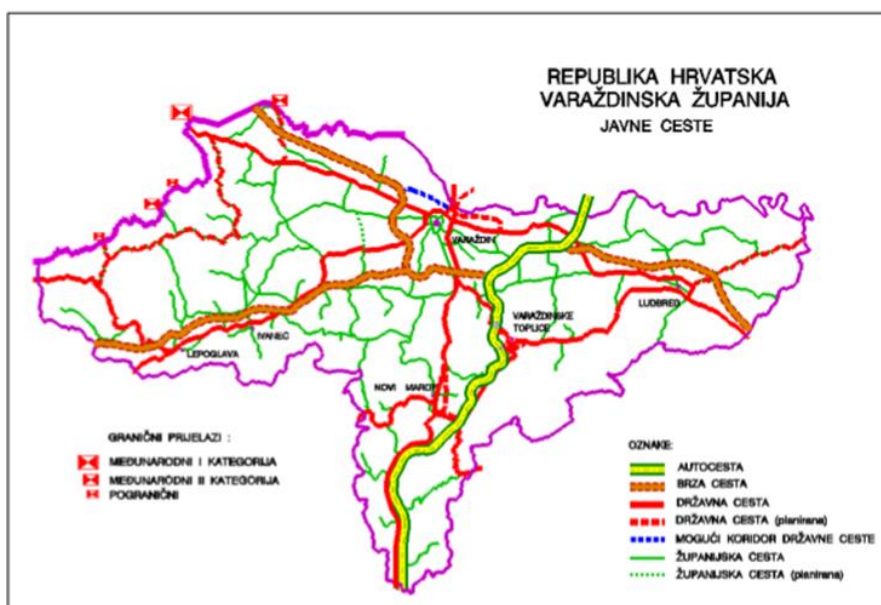 REPUBLIKA HRVATSKA
VARAŽDINSKA ŽUPANIJA
JAVNE CESTE
VARAŽDIN
VARAŽDINSKE
TOPLICE
LUDBREG
IVANEC
LEPOGLAVA
NOVI MAROF
GRANIČNI PRIJELAZI :
MEĐUNARODNI I KATEGORIJA
MEĐUNARODNI II KATEGORIJA
POGRANIČNI
OZNAKE:
AUTOCESTA
BRZA CESTA
DRŽAVNA CESTA
DRŽAVNA CESTA (planirana)
MOGUĆI KORIDOR DRŽAVNE CESTE
ŽUPANIJSKA CESTA
ŽUPANIJSKA CESTA (planirana)